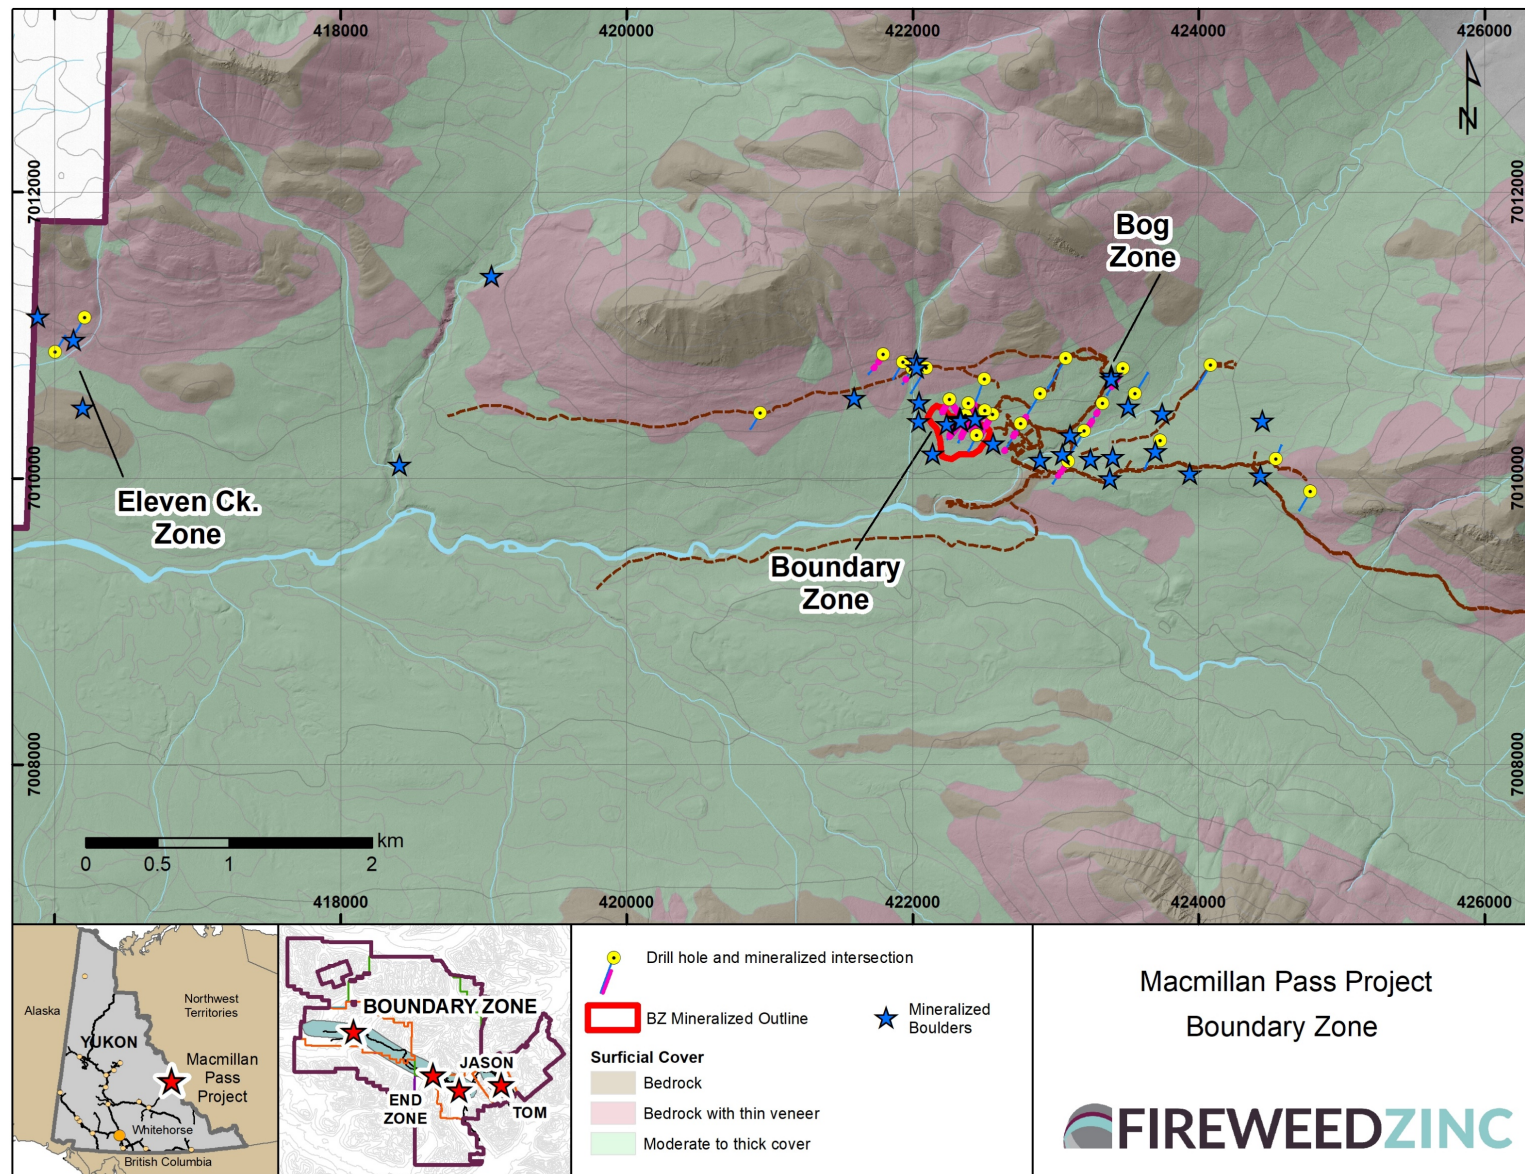 418000
420000
422000
424000
426000
7012000
7012000
Bog
Zone
7010000
7010000
Eleven Ck.
Zone
Boundary
Zone
7008000
7008000
km
0
0.5
1
2
418000
420000
422000
424000
426000
Alaska
Northwest
Territories
YUKON
Macmillan
Pass
Project
Whitehorse
British Columbia
BOUNDARY ZONE
JASON
END
ZONE
TOM
Drill hole and mineralized intersection
BZ Mineralized Outline
Mineralized
Boulders
Surficial Cover
Bedrock
Bedrock with thin veneer
Moderate to thick cover
N
Macmillan Pass Project
Boundary Zone
FIREWEEDZINC